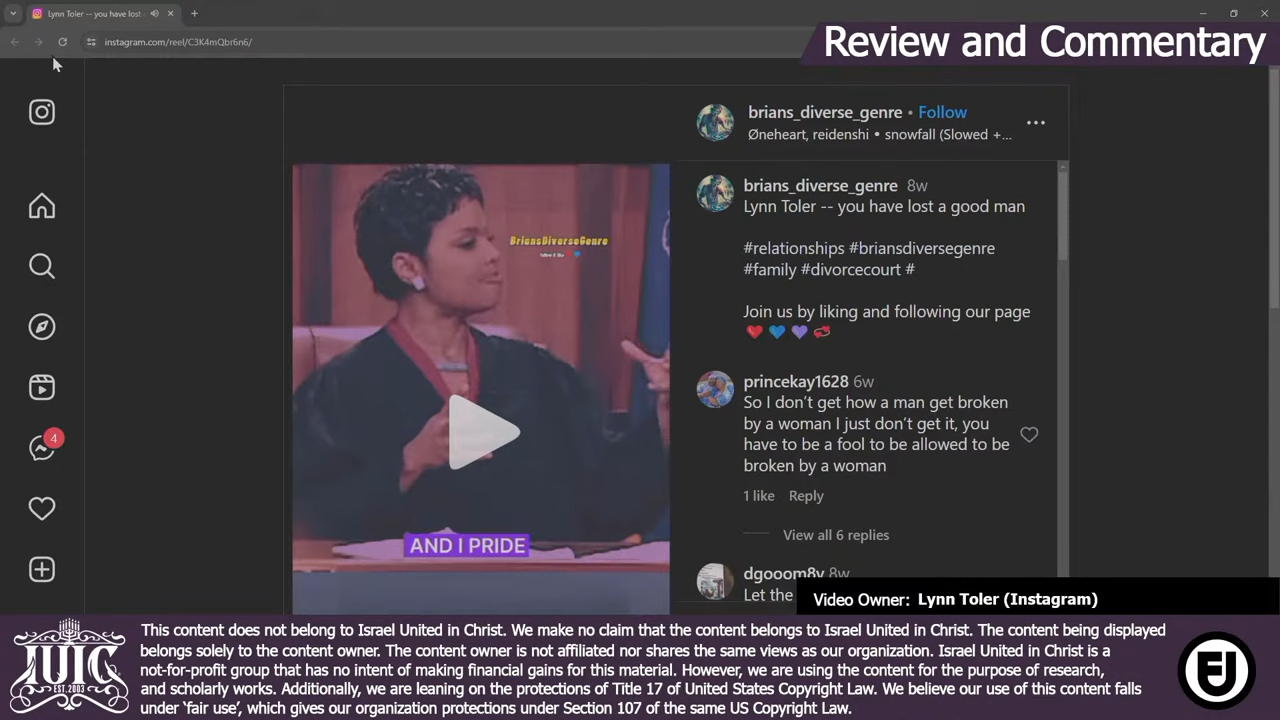 Lynn Toler -- you have lost
Review and Commentary
instagram.com/reel/C3K4mQbr6n6/
brians_diverse_genre • Follow
Øneheart, reidenshi • snowfall (Slowed +...
brians_diverse_genre 8w
Lynn Toler -- you have lost a good man
#relationships #briansdiversegenre
#family #divorcecourt #
Join us by liking and following our page
BriansDiverseGenre
princekay1628 6w
So I don't get how a man get broken
by a woman I just don't get it, you
have to be a fool to be allowed to be
broken by a woman
1 like Reply
View all 6 replies
4
AND I PRIDE
dgooom8y 8w
Let the
Video Owner: Lynn Toler (Instagram)
This content does not belong to Israel United in Christ. We make no claim that the content belongs to Israel United in Christ. The content being displayed
belongs solely to the content owner. The content owner is not affiliated nor shares the same views as our organization. Israel United in Christ is a
not-for-profit group that has no intent of making financial gains for this material. However, we are using the content for the purpose of research,
and scholarly works. Additionally, we are leaning on the protections of Title 17 of United States Copyright Law. We believe our use of this content falls
under 'fair use', which gives our organization protections under Section 107 of the same US Copyright Law.
IUIC
EST. 2003